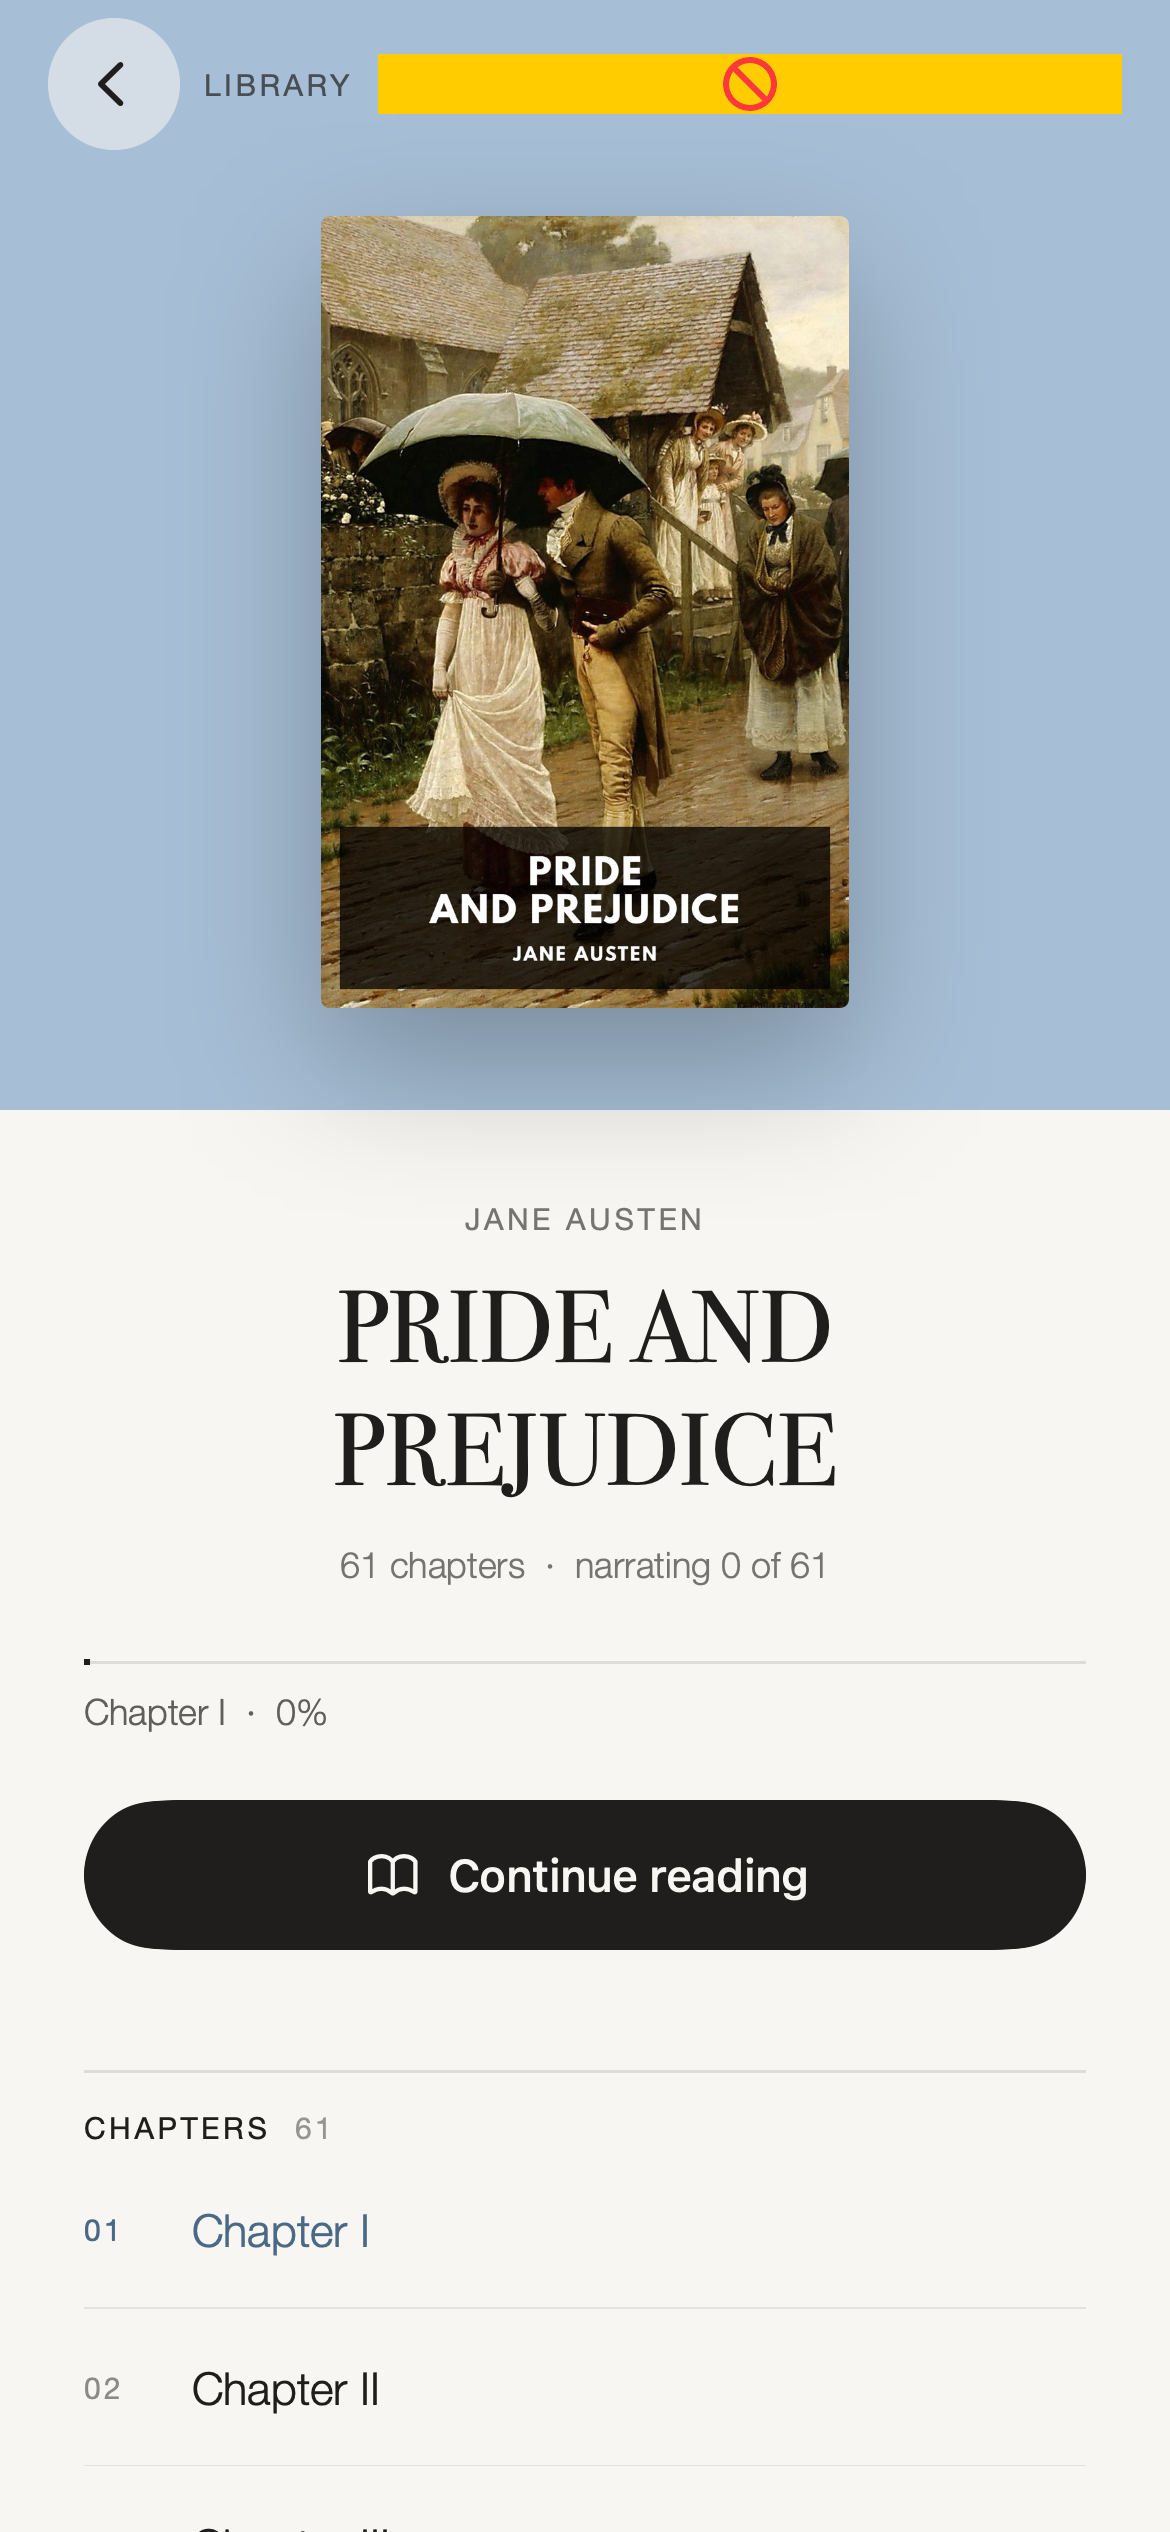 LIBRARY
PRIDE
AND PREJUDICE
JANE AUSTEN
JANE AUSTEN
PRIDE AND
PREJUDICE
61 chapters · narrating 0 of 61
Chapter I · 0%
Continue reading
CHAPTERS 61
01 Chapter I
02 Chapter II